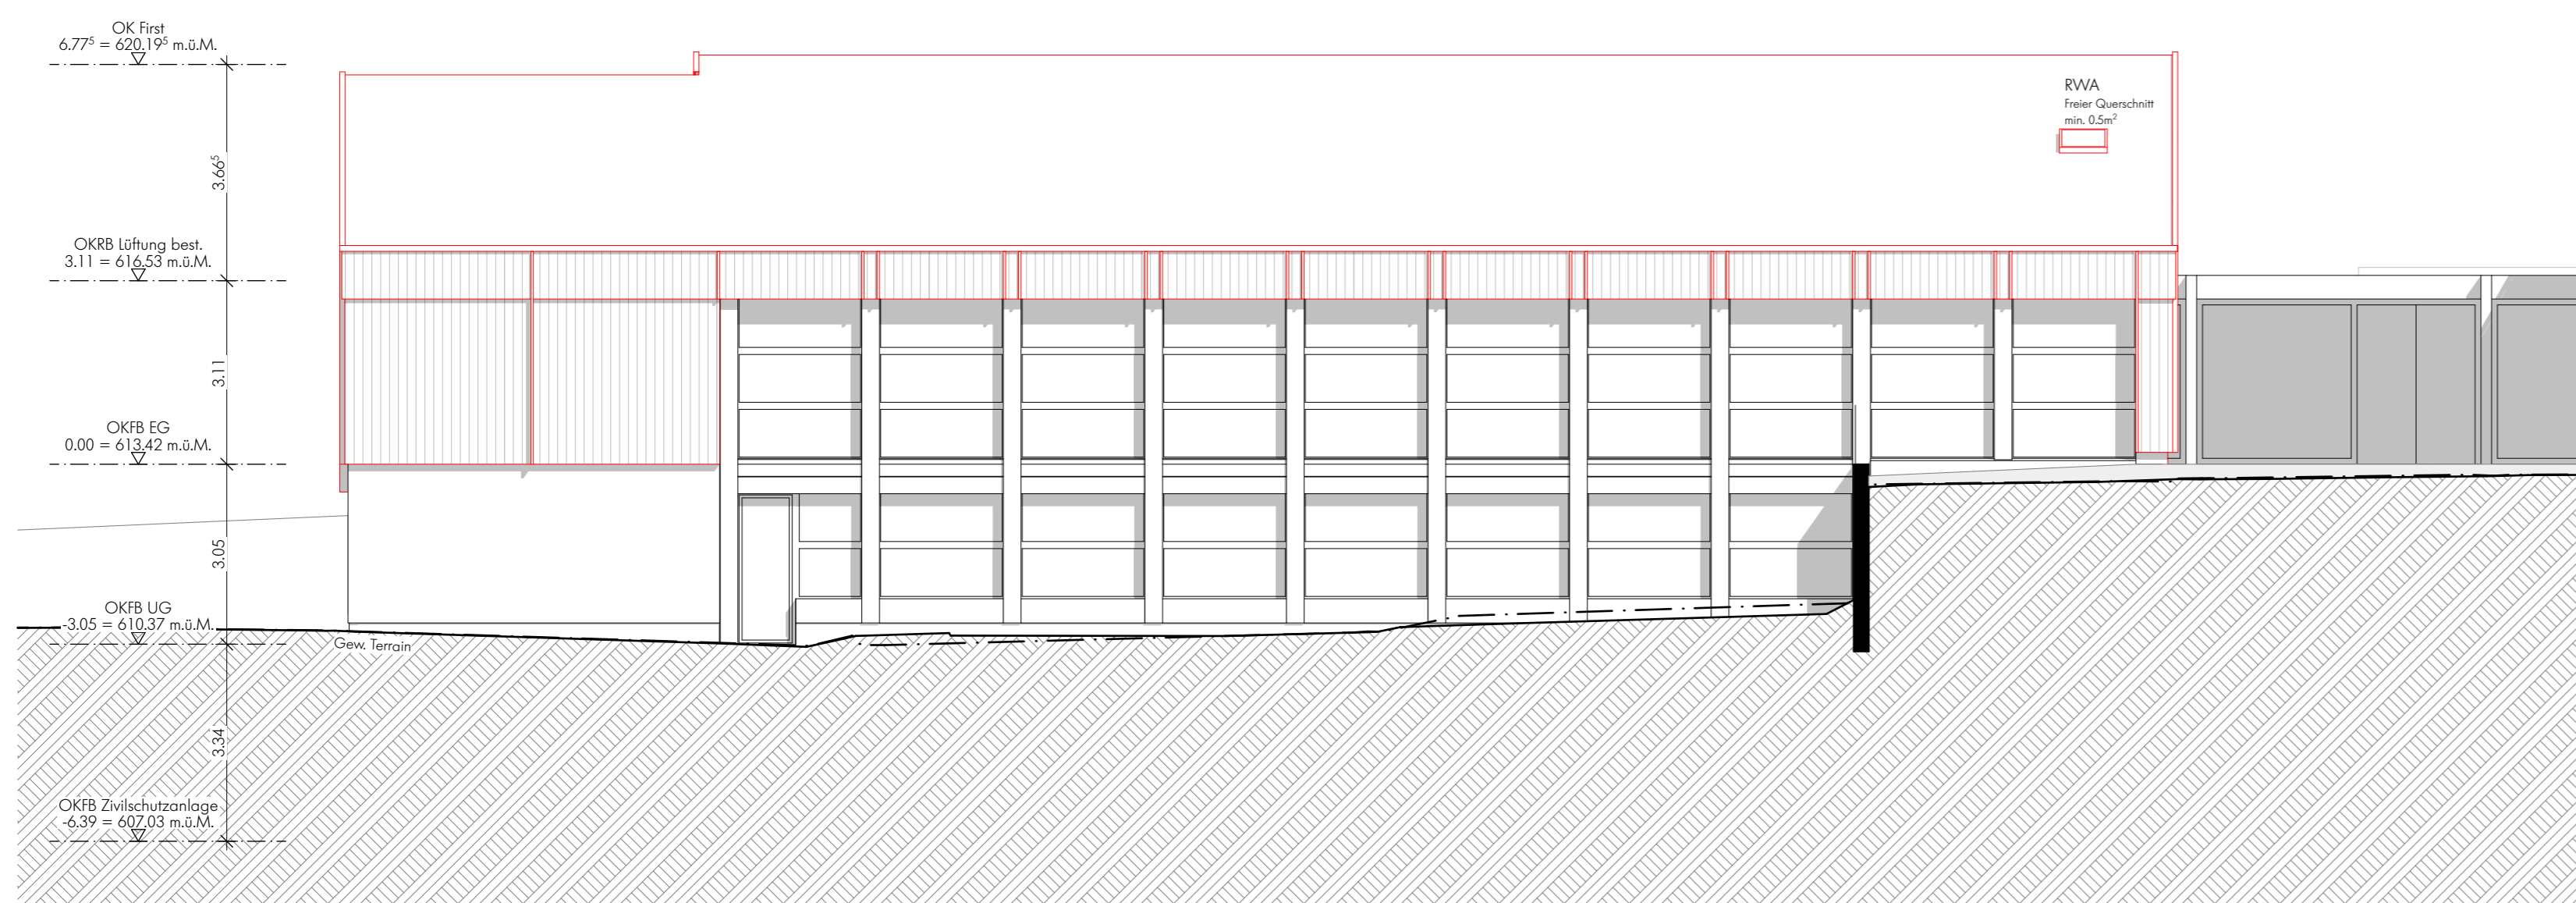 OK First
6.77⁵ = 620.19⁵ m.ü.M.
RWA
Freier Querschnitt
min. 0.5m²
3.66⁵
OKRB Lüftung best.
3.11 = 616.53 m.ü.M.
3.11
OKFB EG
0.00 = 613.42 m.ü.M.
3.05
OKFB UG
-3.05 = 610.37 m.ü.M.
Gew. Terrain
3.34
OKFB Zivilschutzanlage
-6.39 = 607.03 m.ü.M.